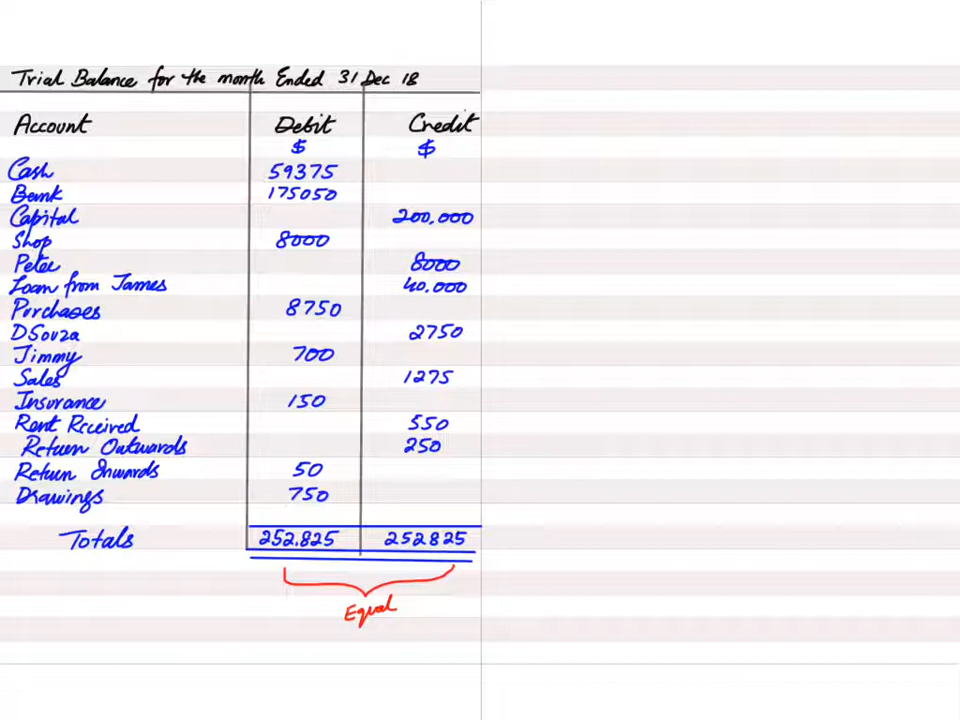 Trial Balance for the month Ended 31 Dec 18
Account Debit Credit
$ $
Cash 59375
Bank 175050
Capital 200,000
Shop 8000
Peter 8000
Loan from James 40,000
Purchases 8750
DSouza 2750
Jimmy 700
Sales 1275
Insurance 150
Rent Received 550
Return Outwards 250
Return Inwards 50
Drawings 750
Totals 252,825 252825
Equal